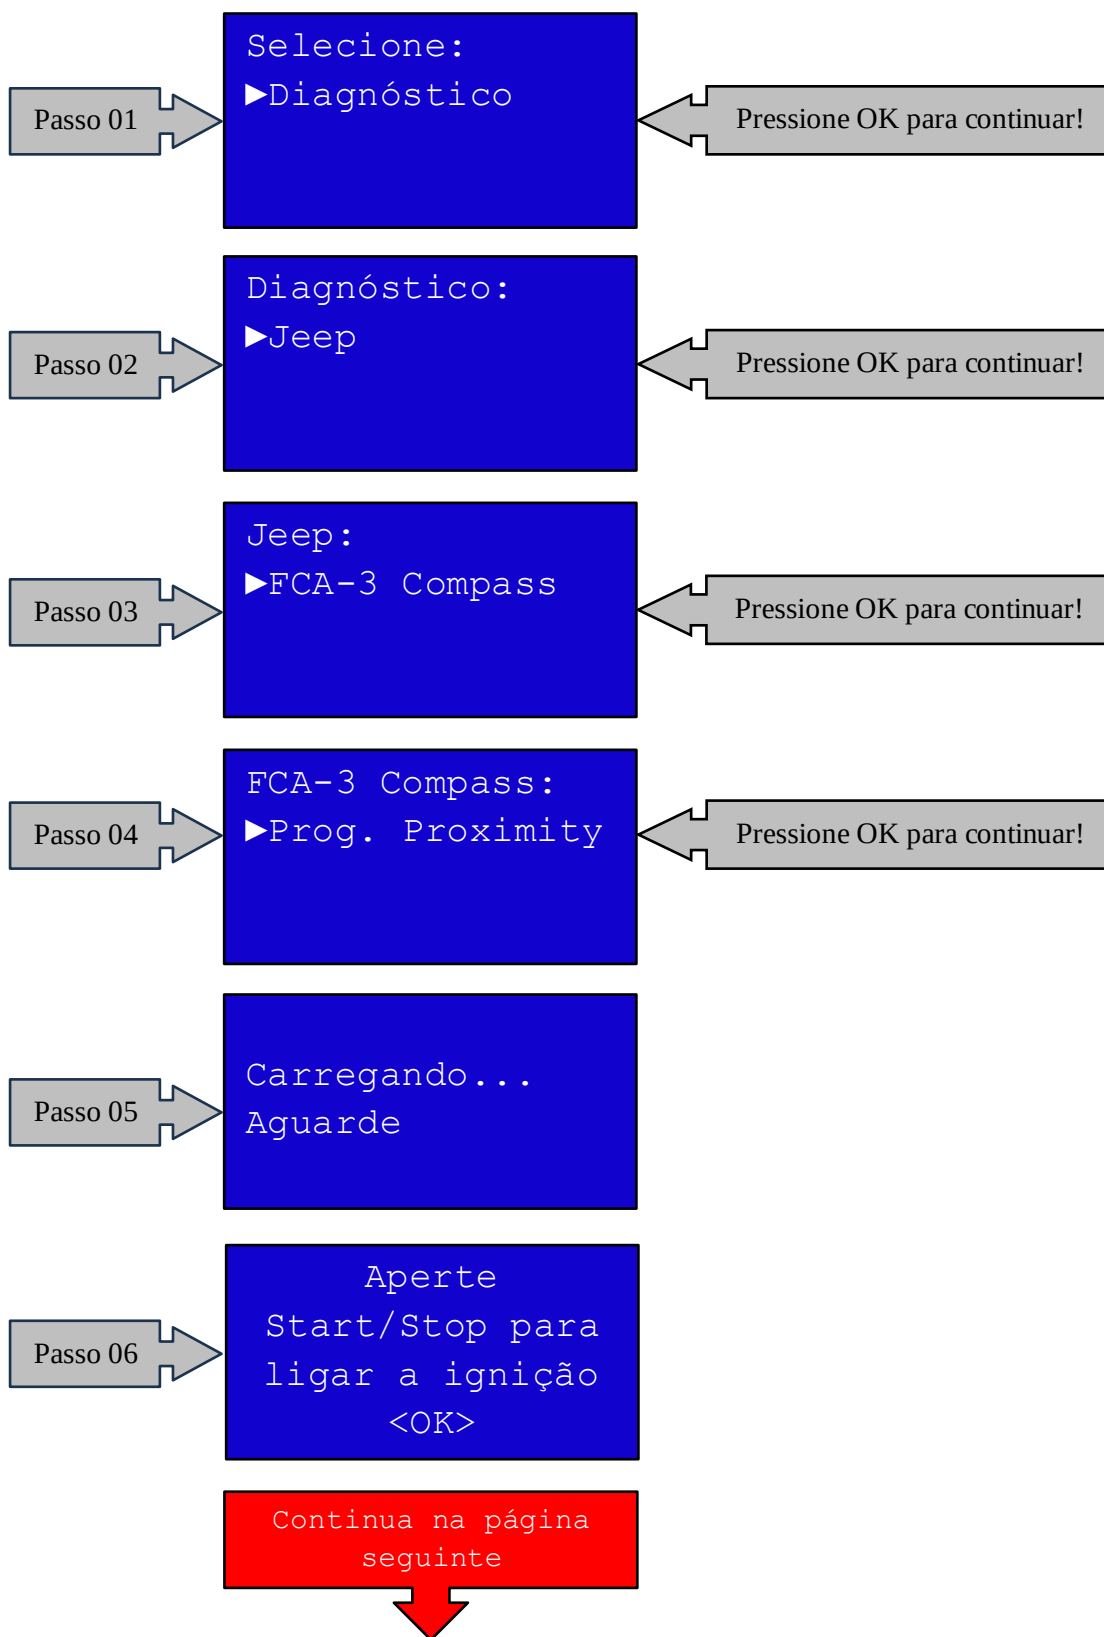 Selecione:
Passo 01
►Diagnóstico
Pressione OK para continuar!
Diagnóstico:
Passo 02
►Jeep
Pressione OK para continuar!
Jeep:
Passo 03
►FCA-3 Compass
Pressione OK para continuar!
FCA-3 Compass:
Passo 04
►Prog. Proximity
Pressione OK para continuar!
Passo 05
Carregando...
Aguarde
Passo 06
Aperte
Start/Stop para
ligar a ignição
<OK>
Continua na página
seguinte